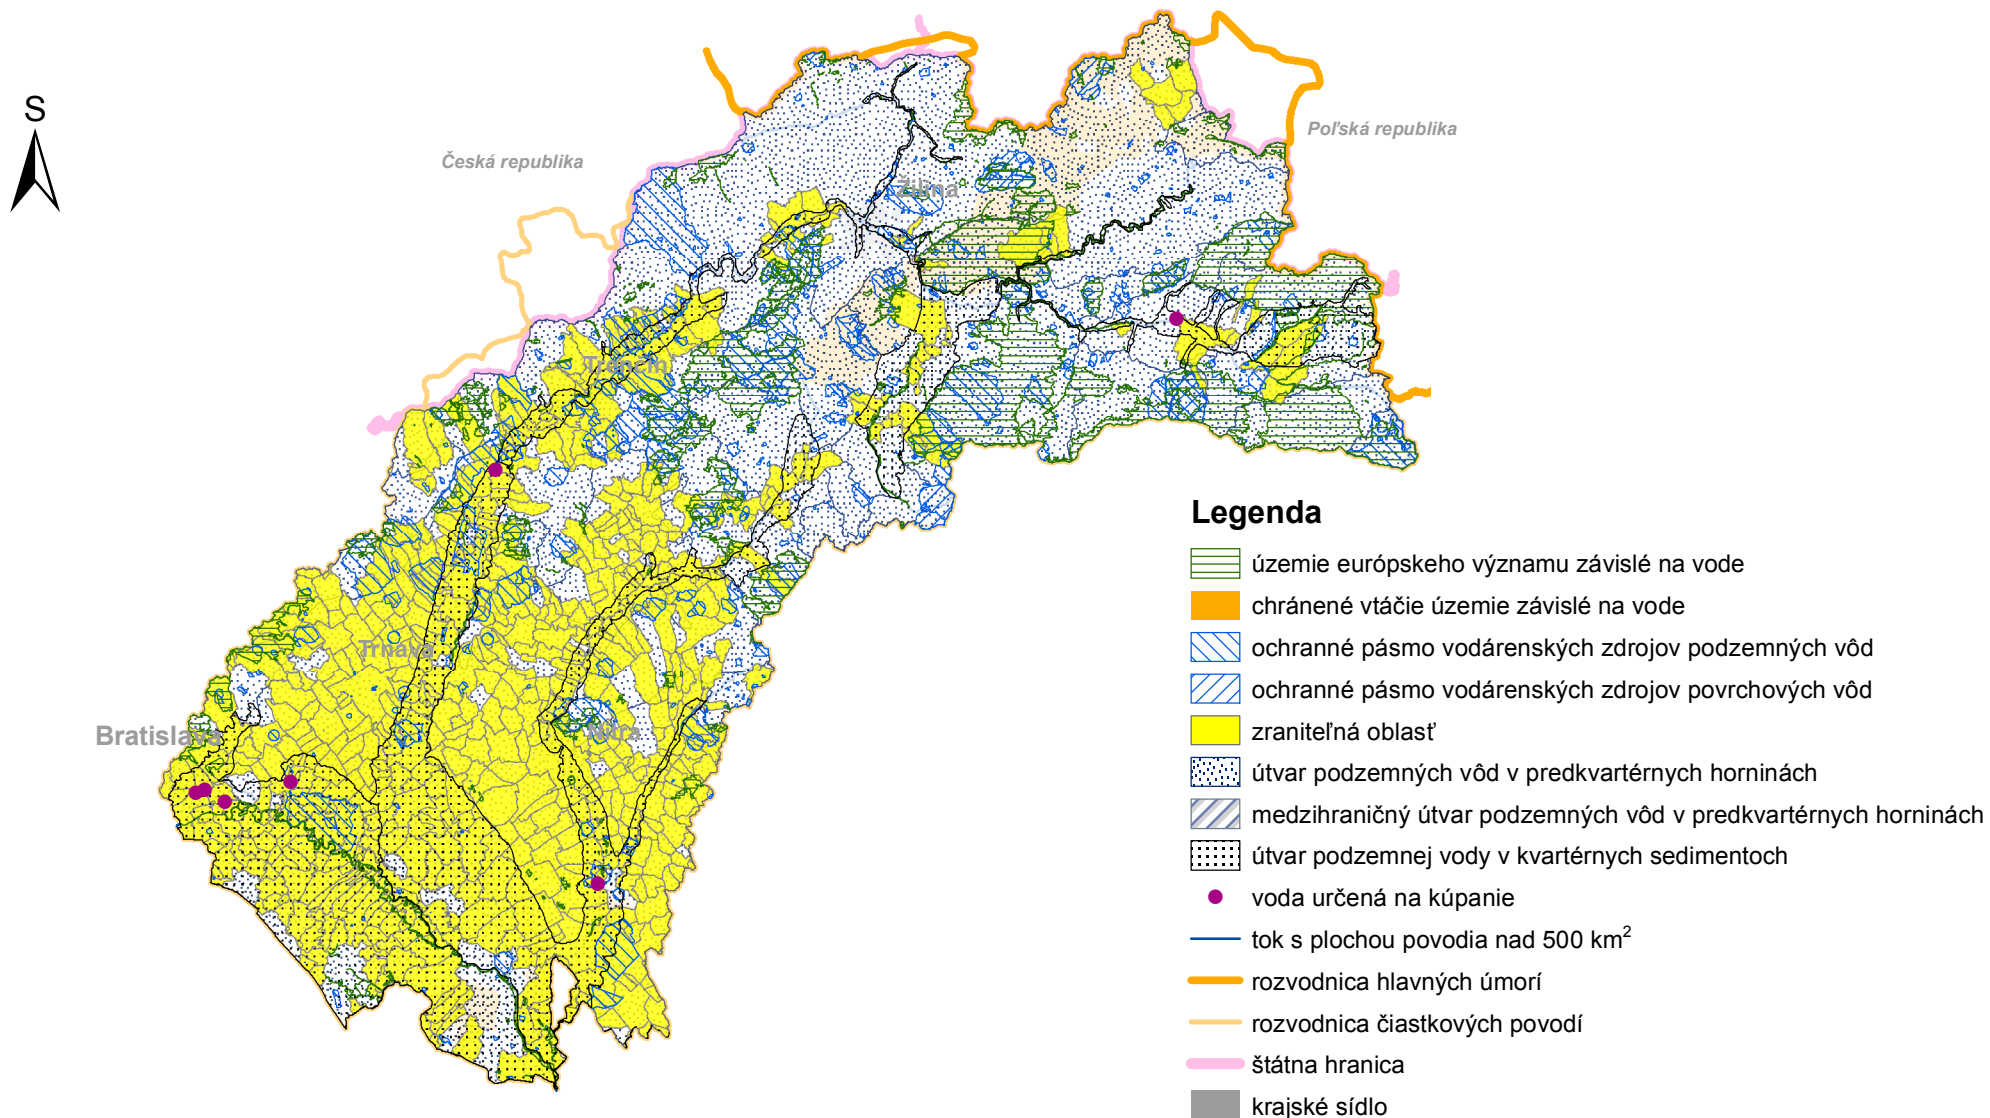 S
Česká republika
Poľská republika
Žilina
Trenčín
Trnava
Nitra
Bratislava
Legenda
územie európskeho významu závislé na vode
chránené vtáčie územie závislé na vode
ochranné pásmo vodárenských zdrojov podzemných vôd
ochranné pásmo vodárenských zdrojov povrchových vôd
zraniteľná oblasť
útvar podzemných vôd v predkvartérnych horninách
medzihraničný útvar podzemných vôd v predkvartérnych horninách
útvar podzemnej vody v kvartérnych sedimentoch
voda určená na kúpanie
tok s plochou povodia nad 500 km²
rozvodnica hlavných úmorí
rozvodnica čiastkových povodí
štátna hranica
krajské sídlo